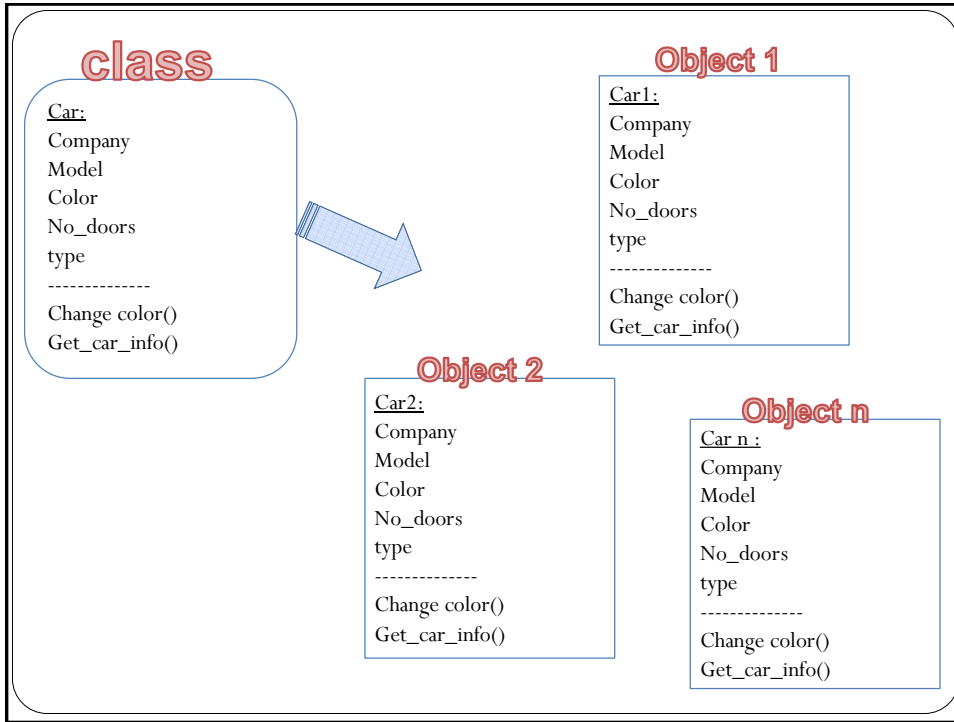 class
Car:
Company
Model
Color
No_doors
type
--------------
Change color()
Get_car_info()
Object 1
Car1:
Company
Model
Color
No_doors
type
--------------
Change color()
Get_car_info()
Object 2
Car2:
Company
Model
Color
No_doors
type
--------------
Change color()
Get_car_info()
Object n
Car n :
Company
Model
Color
No_doors
type
--------------
Change color()
Get_car_info()